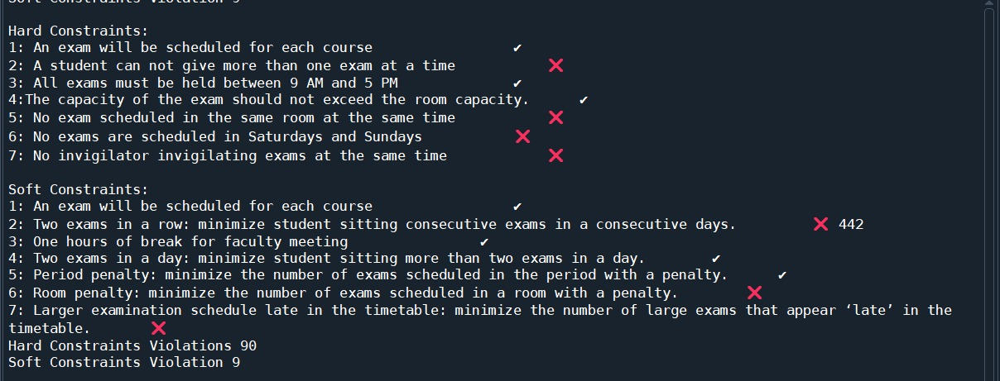 Soft Constraints Violation 9
Hard Constraints:
1: An exam will be scheduled for each course ✔
2: A student can not give more than one exam at a time ❌
3: All exams must be held between 9 AM and 5 PM ✔
4:The capacity of the exam should not exceed the room capacity. ✔
5: No exam scheduled in the same room at the same time ❌
6: No exams are scheduled in Saturdays and Sundays ❌
7: No invigilator invigilating exams at the same time ❌
Soft Constraints:
1: An exam will be scheduled for each course ✔
2: Two exams in a row: minimize student sitting consecutive exams in a consecutive days. ❌ 442
3: One hours of break for faculty meeting ✔
4: Two exams in a day: minimize student sitting more than two exams in a day. ✔
5: Period penalty: minimize the number of exams scheduled in the period with a penalty. ✔
6: Room penalty: minimize the number of exams scheduled in a room with a penalty. ❌
7: Larger examination schedule late in the timetable: minimize the number of large exams that appear ‘late’ in the
timetable. ❌
Hard Constraints Violations 90
Soft Constraints Violation 9